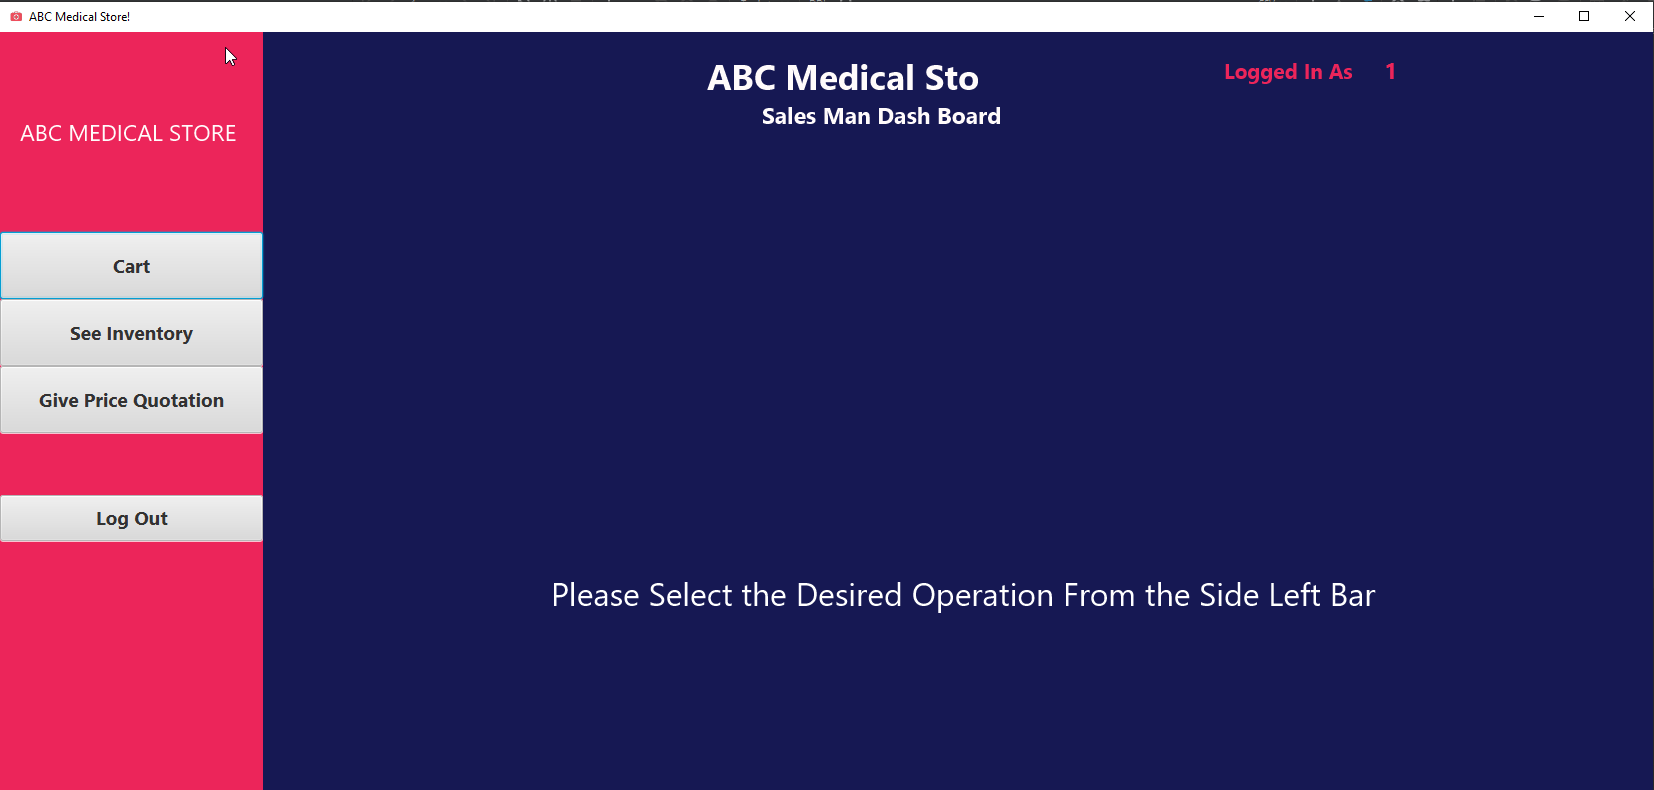 ABC Medical Store!
ABC MEDICAL STORE
Cart
See Inventory
Give Price Quotation
Log Out
ABC Medical Sto
Sales Man Dash Board
Logged In As 1
Please Select the Desired Operation From the Side Left Bar